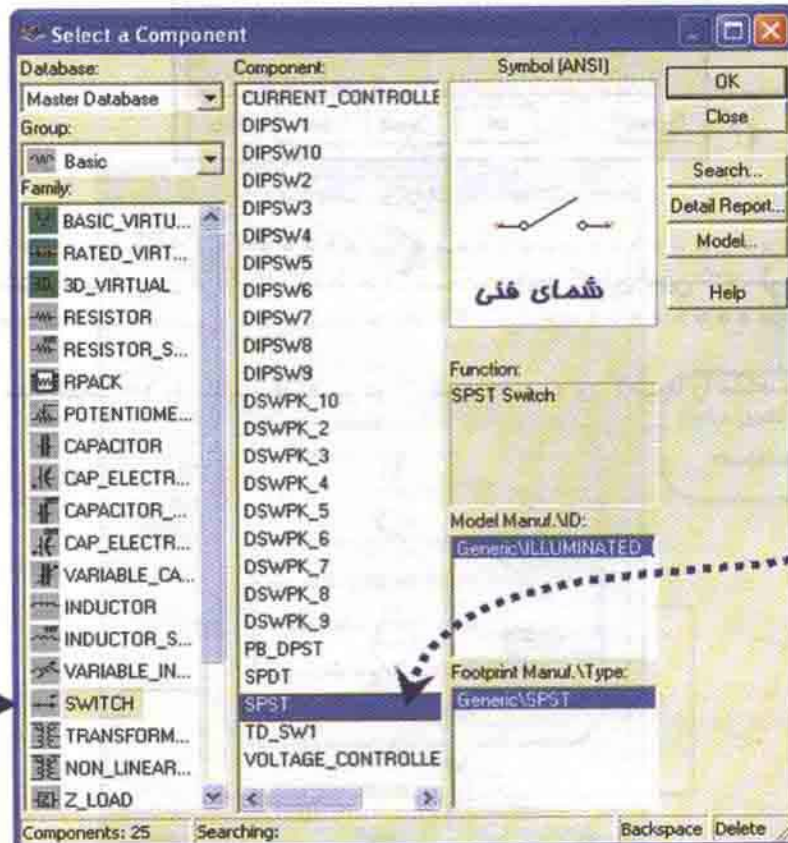 Select a Component
Database:
Master Database
Group:
Basic
Family:
BASIC_VIRTU...
RATED_VIRT...
3D_VIRTUAL
RESISTOR
RESISTOR_S...
RPACK
POTENTIOME...
CAPACITOR
CAP_ELECTR...
CAPACITOR_...
CAP_ELECTR...
VARIABLE_CA...
INDUCTOR
INDUCTOR_S...
VARIABLE_IN...
SWITCH
TRANSFORM...
NON_LINEAR...
Z_LOAD
Component:
CURRENT_CONTROLLE
DIPSW1
DIPSW10
DIPSW2
DIPSW3
DIPSW4
DIPSW5
DIPSW6
DIPSW7
DIPSW8
DIPSW9
DSWPK_10
DSWPK_2
DSWPK_3
DSWPK_4
DSWPK_5
DSWPK_6
DSWPK_7
DSWPK_8
DSWPK_9
PB_DPST
SPDT
SPST
TD_SW1
VOLTAGE_CONTROLLE
Symbol (ANSI)
شمای فنی
Function:
SPST Switch
Model Manuf.\ID:
Generic\ILLUMINATED
Footprint Manuf.\Type:
Generic\SPST
OK
Close
Search...
Detail Report...
Model...
Help
Components: 25
Searching:
Backspace
Delete